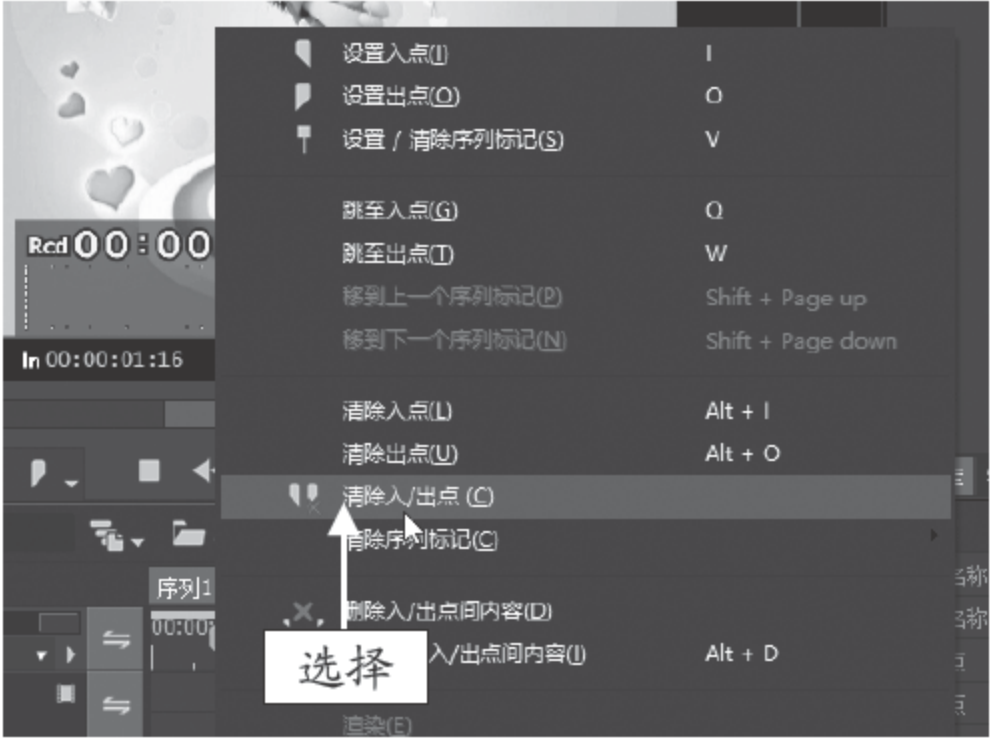 设置入点(I) I
设置出点(O) O
设置 / 清除序列标记(S) V
跳至入点(G) Q
跳至出点(T) W
移到上一个序列标记(P) Shift + Page up
移到下一个序列标记(N) Shift + Page down
Rcd 00:00
In 00:00:01:16
清除入点(L) Alt + I
清除出点(U) Alt + O
清除入/出点 (C)
清除序列标记(C)
序列1
名称
00:00
删除入/出点间内容(D)
名称
选择
入/出点间内容(I) Alt + D
点
渲染(E)
点